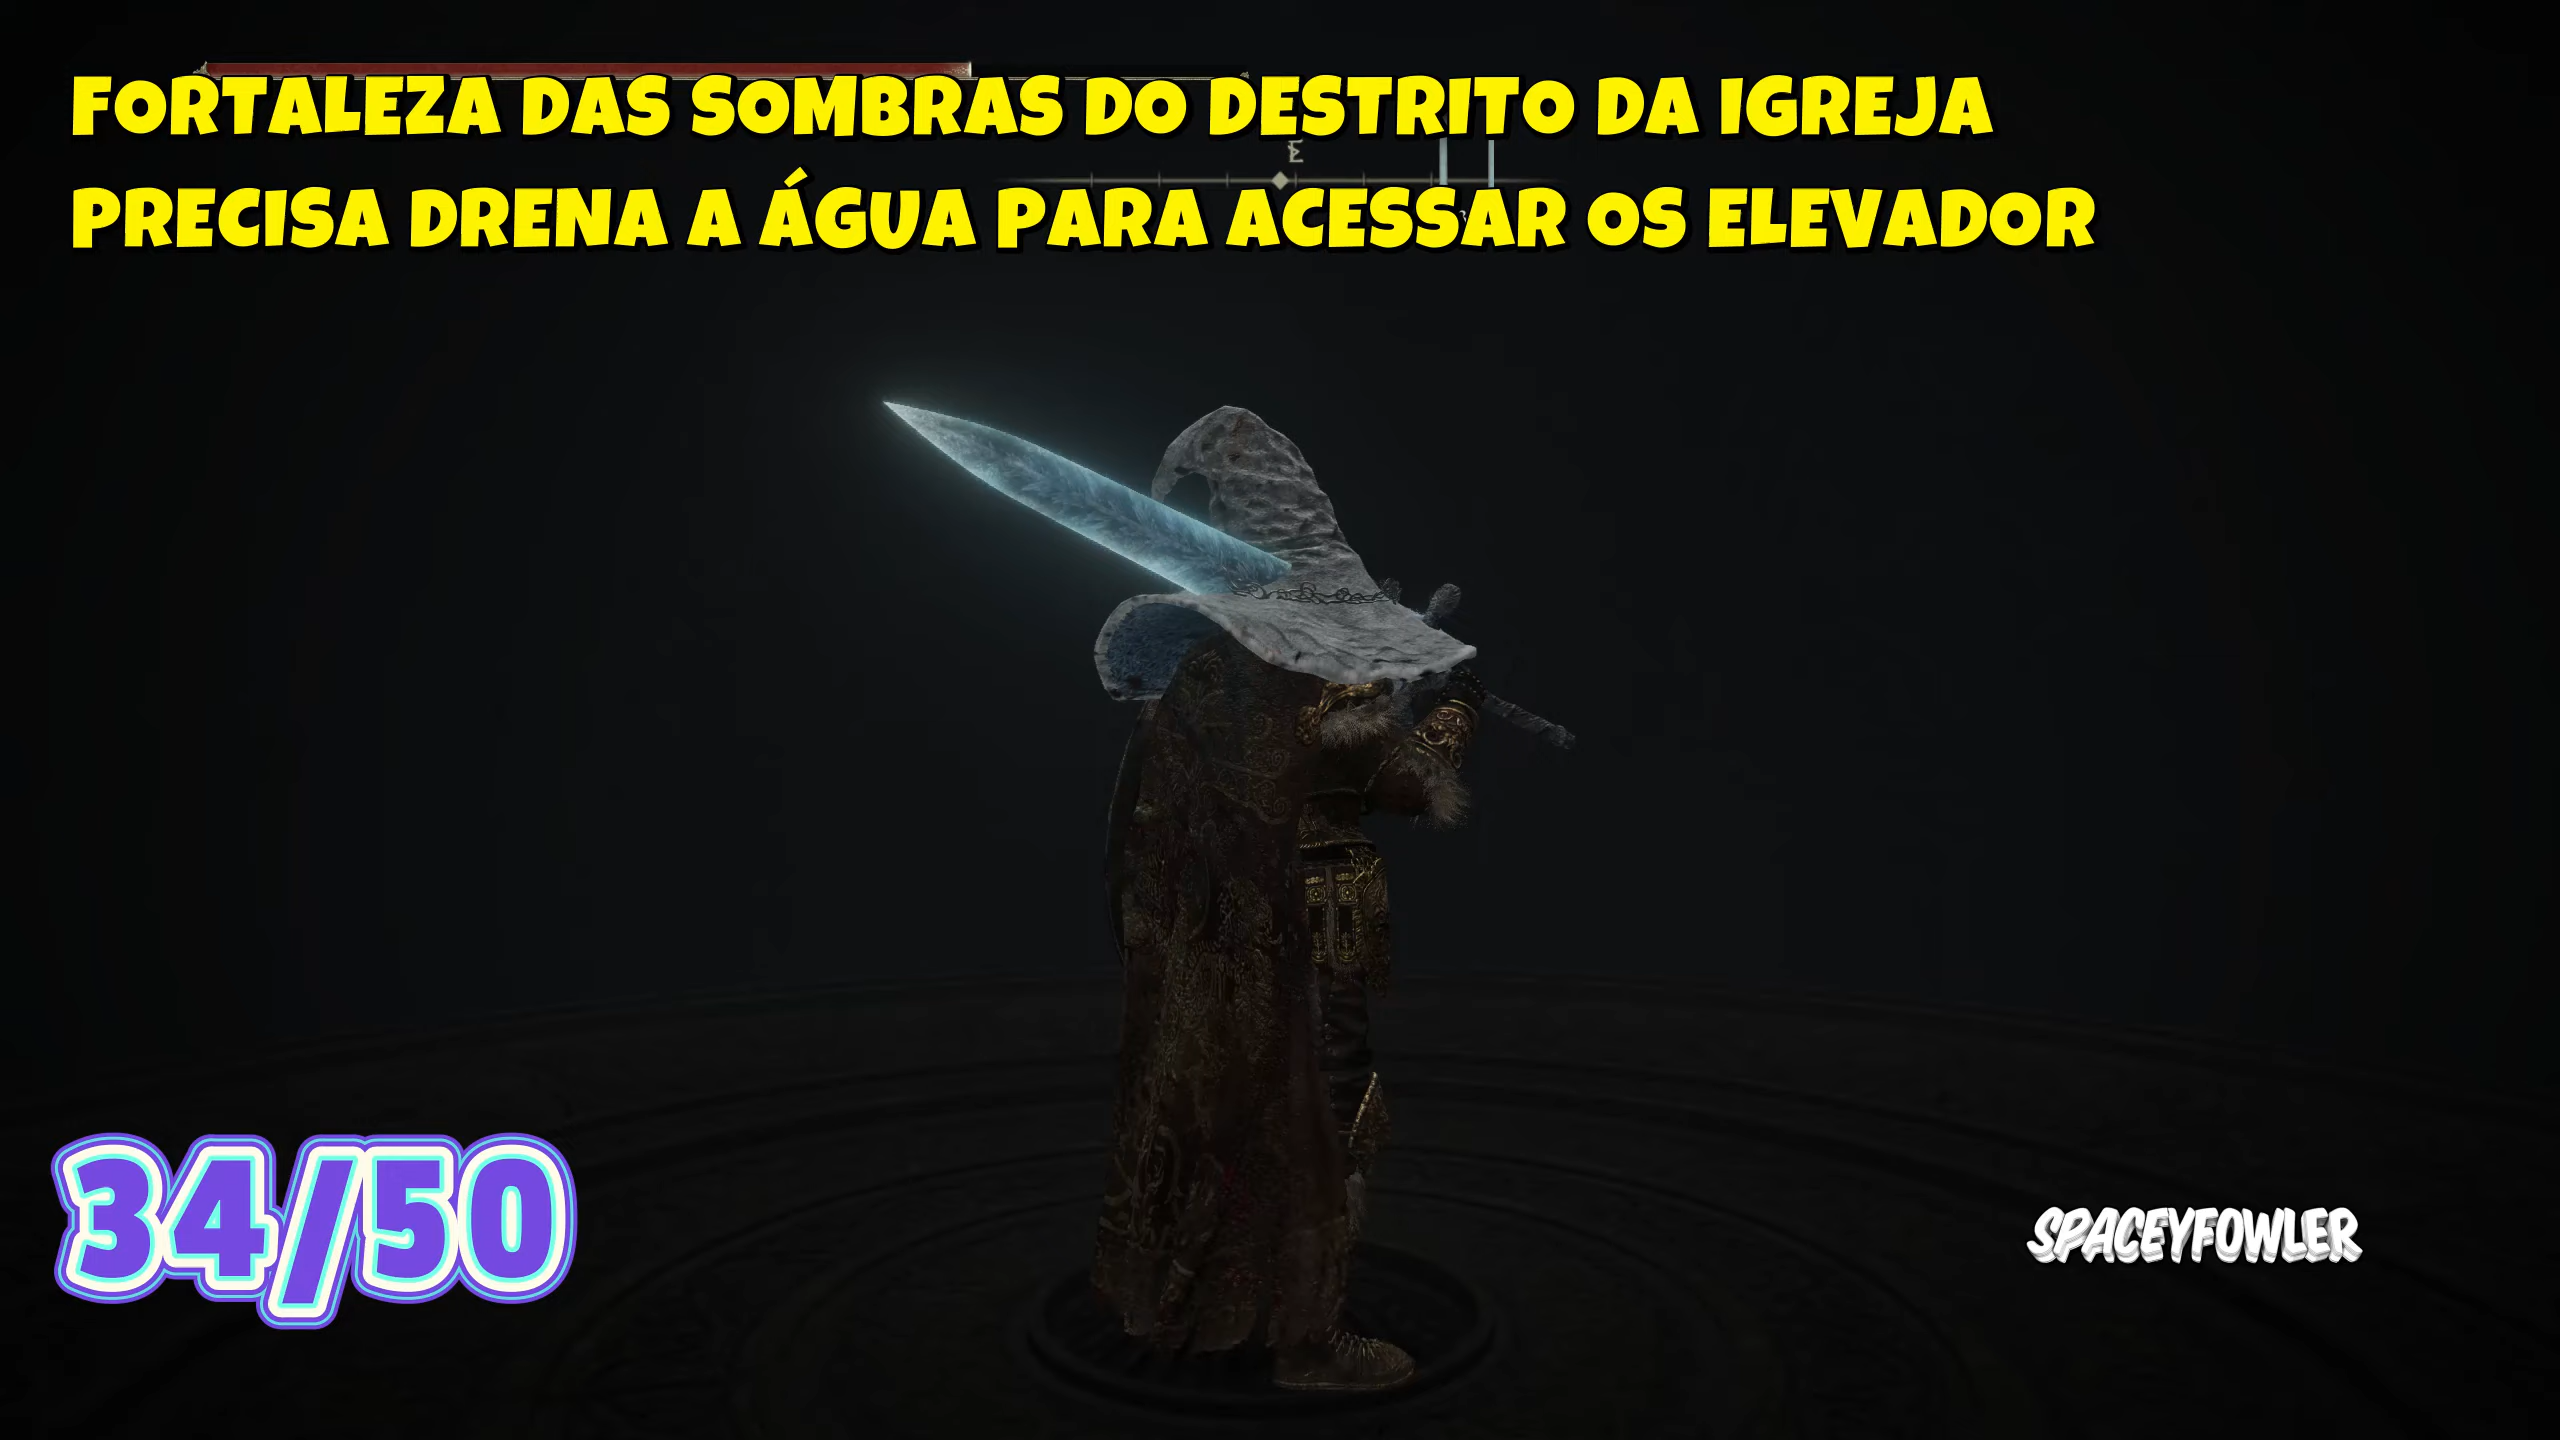 FORTALEZA DAS SOMBRAS DO DESTRITO DA IGREJA
E
PRECISA DRENA A ÁGUA PARA ACESSAR OS ELEVADOR
34/50
SPACEYFOWLER